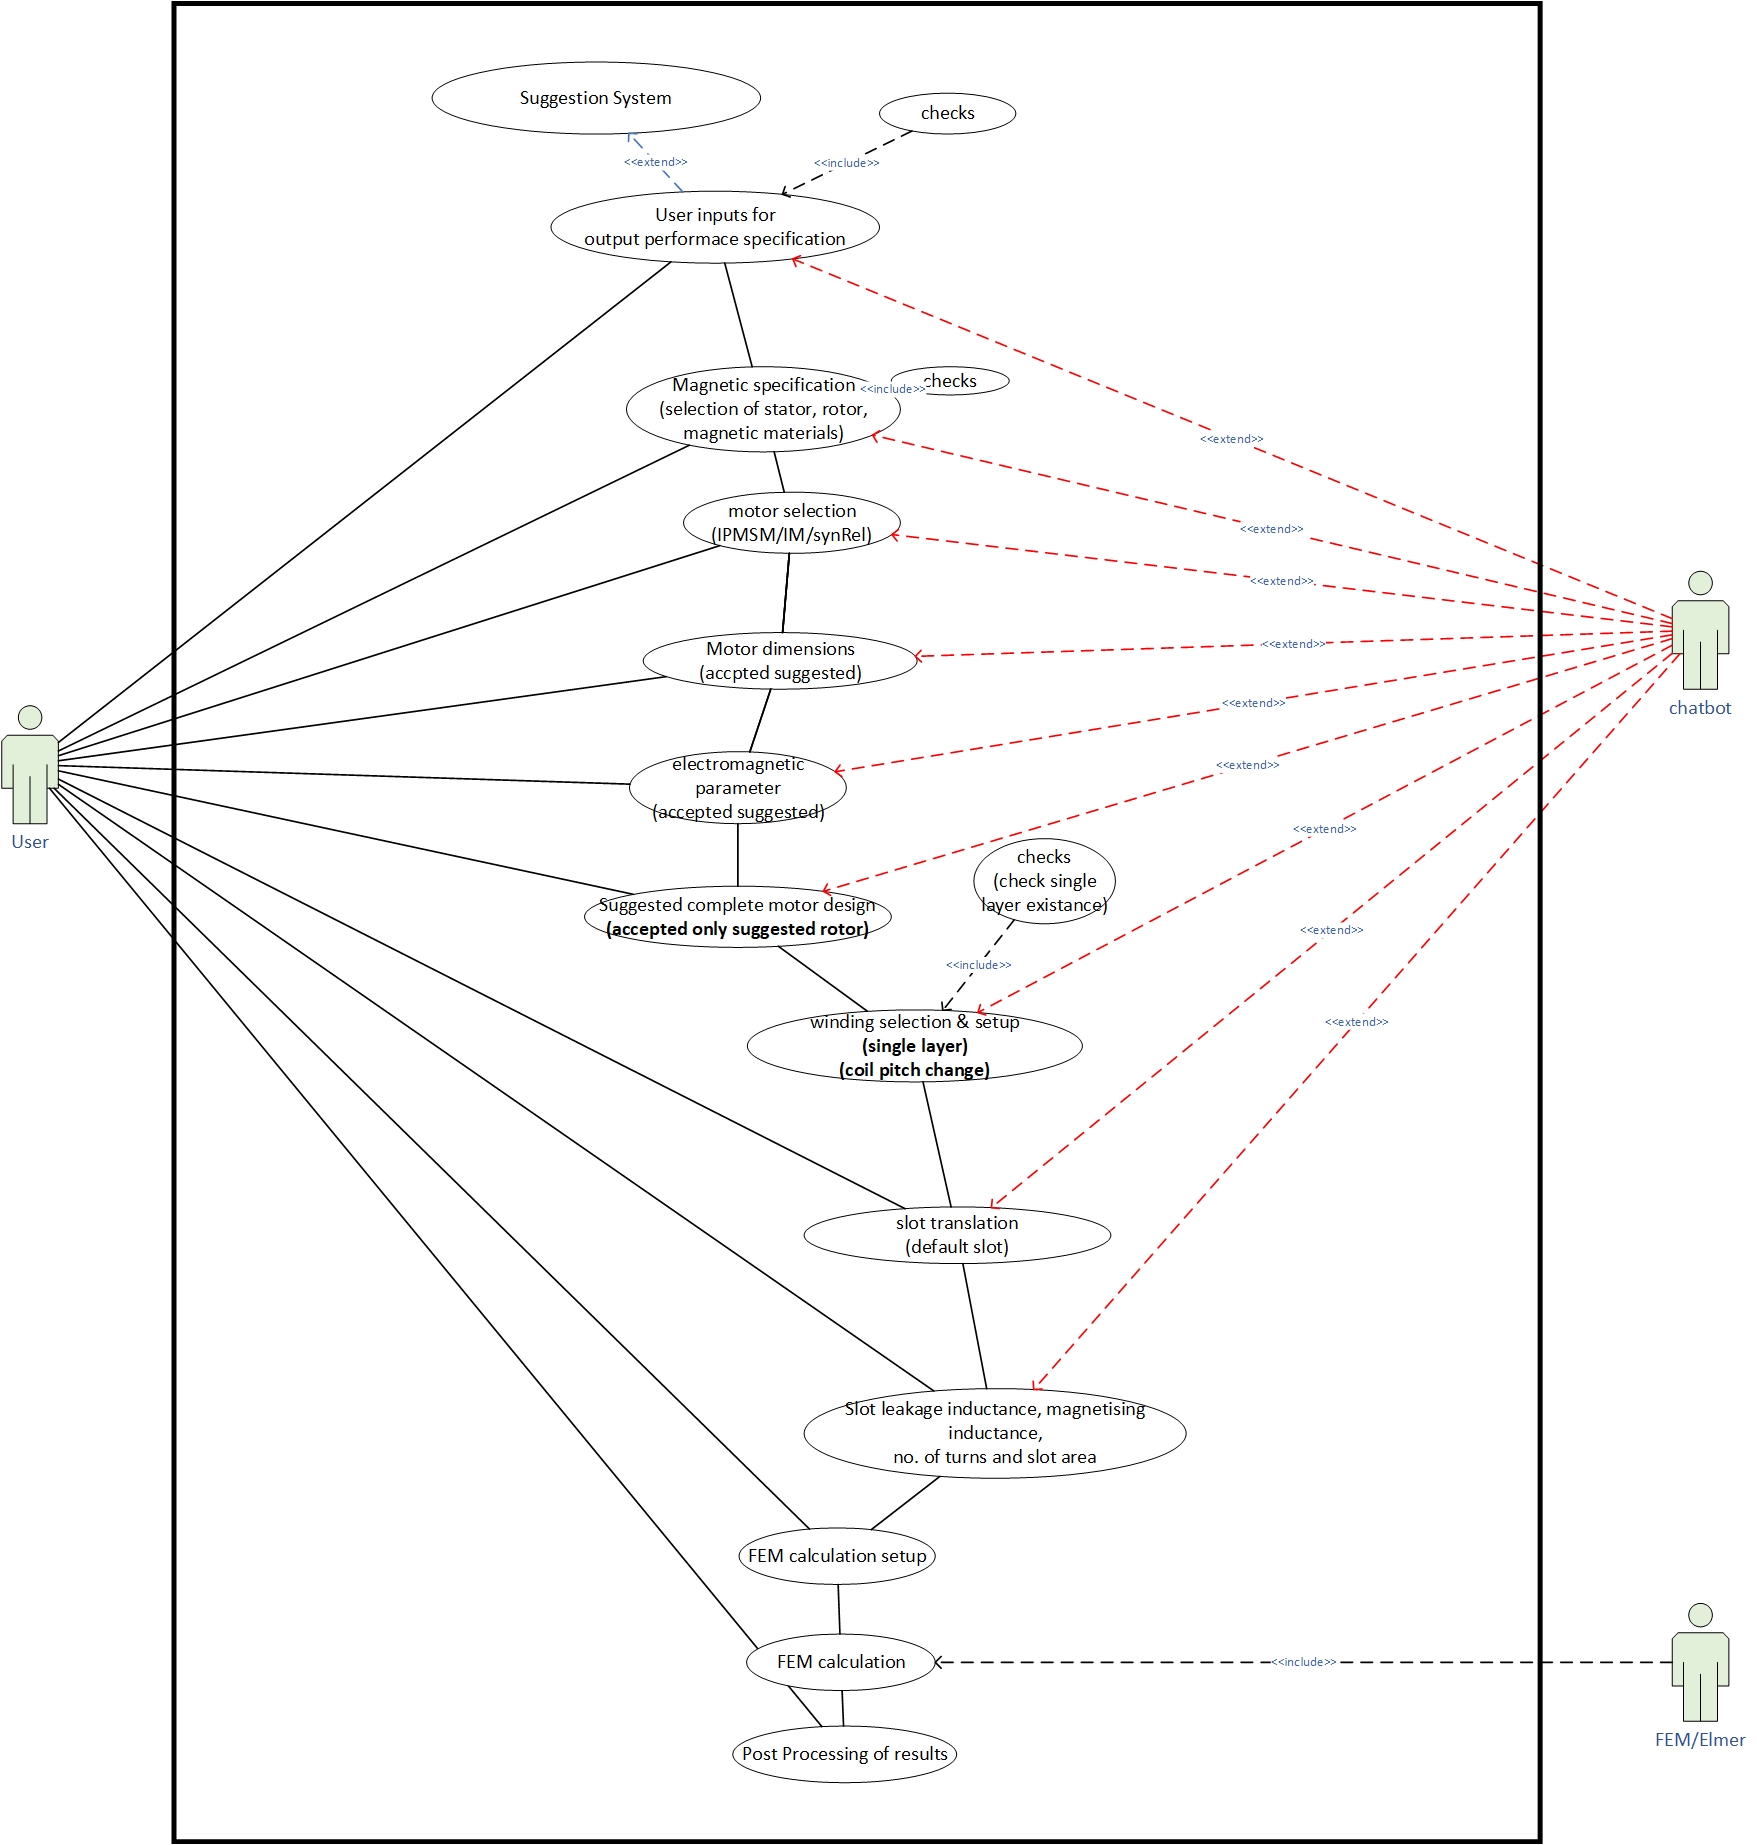 Suggestion System
checks
<<extend>>
<<include>>
User inputs for
output performace specification
Magnetic specification
(selection of stator, rotor,
magnetic materials)
<<include>>
checks
<<extend>>
motor selection
(IPMSM/IM/synRel)
<<extend>>
<<extend>>
Motor dimensions
(accpted suggested)
<<extend>>
chatbot
<<extend>>
electromagnetic
parameter
(accepted suggested)
<<extend>>
User
<<extend>>
checks
(check single
layer existance)
Suggested complete motor design
(accepted only suggested rotor)
<<extend>>
<<include>>
winding selection & setup
(single layer)
(coil pitch change)
<<extend>>
slot translation
(default slot)
Slot leakage inductance, magnetising
inductance,
no. of turns and slot area
FEM calculation setup
FEM calculation
<<include>>
FEM/Elmer
Post Processing of results